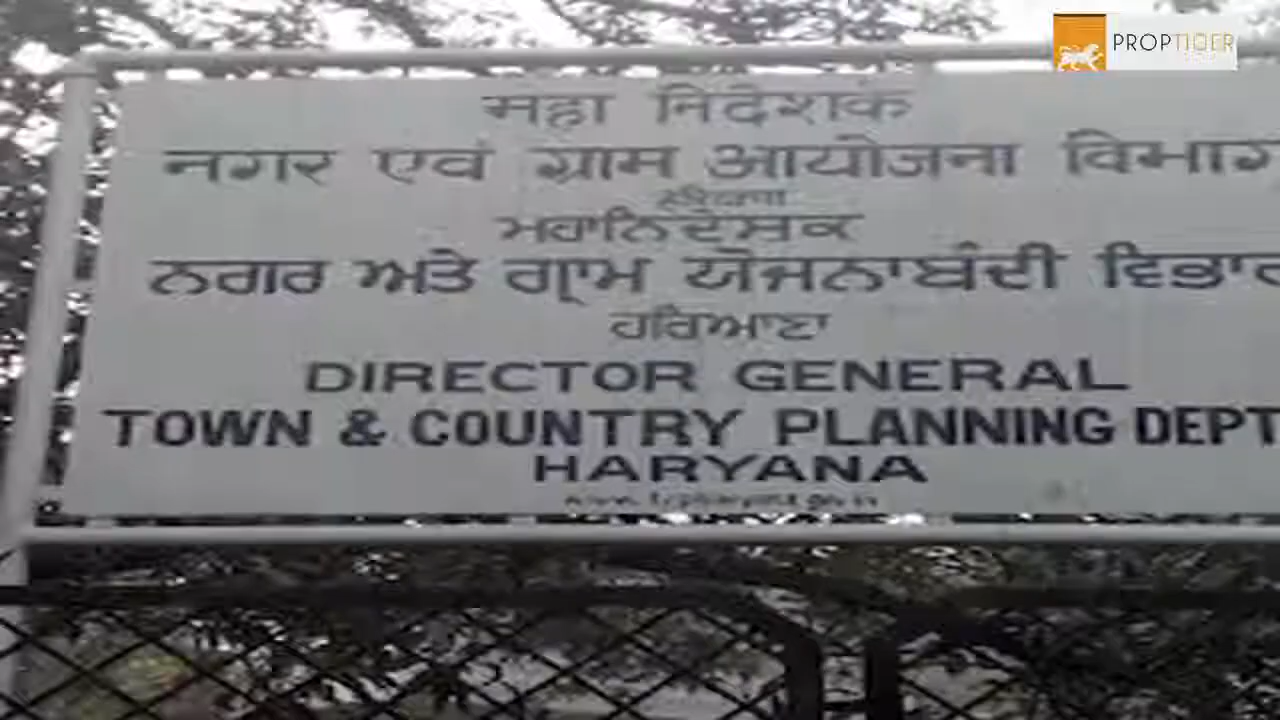 PROPTIGER
महा निदेशक
नगर एवं ग्राम आयोजना विभाग
हरियाणा
ਮਹਾਨਿਦੇਸ਼ਕ
ਨਗਰ ਅਤੇ ਗ੍ਰਾਮ ਯੋਜਨਾਬੰਦੀ ਵਿਭਾਗ
ਹਰਿਆਣਾ
DIRECTOR GENERAL
TOWN & COUNTRY PLANNING DEPT
HARYANA